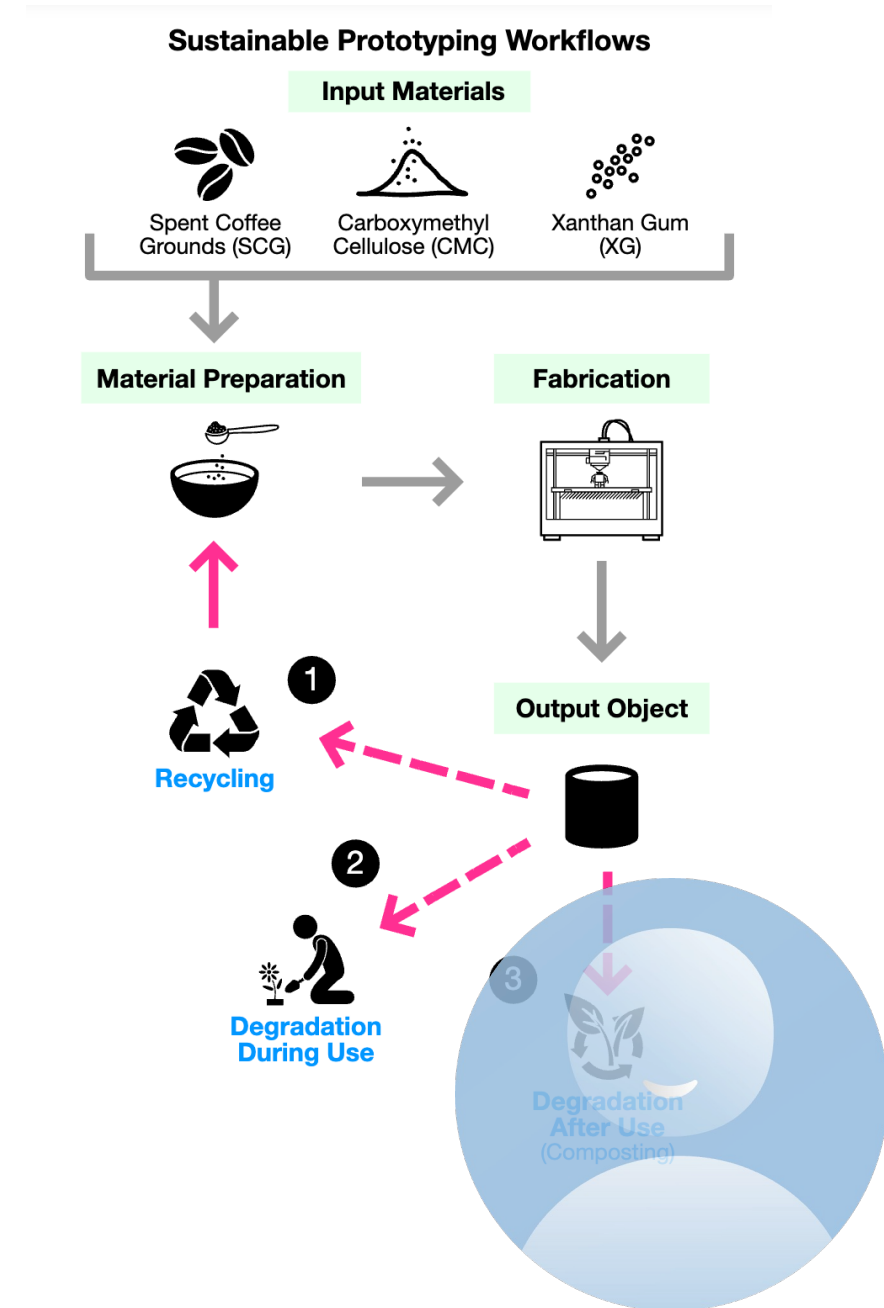 Sustainable Prototyping Workflows
Input Materials
Spent Coffee
Grounds (SCG)
Carboxymethyl
Cellulose (CMC)
Xanthan Gum
(XG)
Material Preparation
Fabrication
Output Object
1
Recycling
2
Degradation
During Use
3
Degradation
After Use
(Composting)